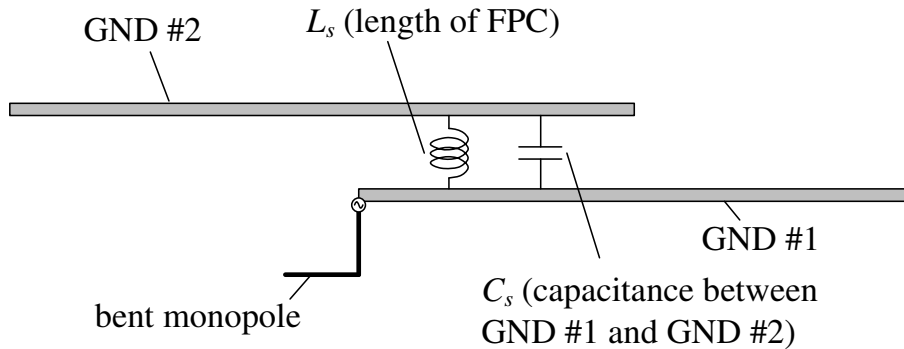 GND #2
L_s (length of FPC)
GND #1
bent monopole
C_s (capacitance between
GND #1 and GND #2)